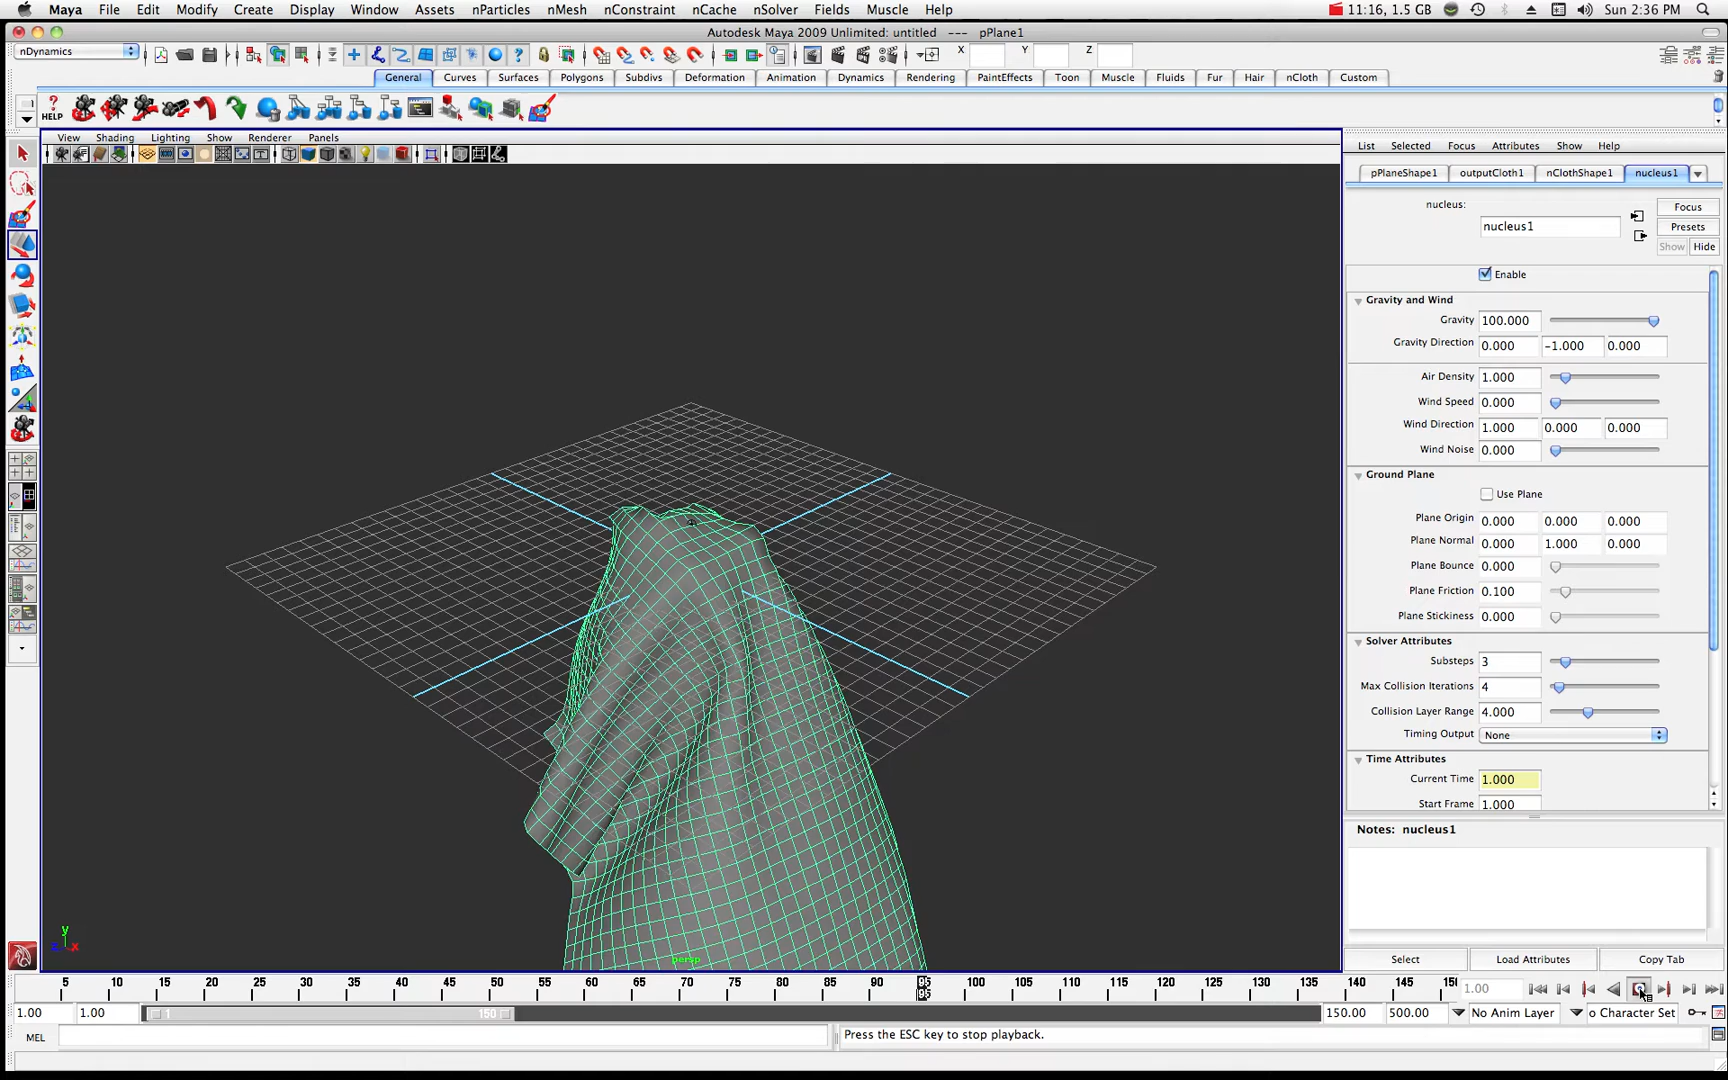 Maya File Edit Modify Create Display Window Assets nParticles nMesh nConstraint nCache nSolver Fields Muscle Help 11:16, 1.5 GB Sun 2:36 PM
Autodesk Maya 2009 Unlimited: untitled --- pPlane1
nDynamics X Y Z
General Curves Surfaces Polygons Subdivs Deformation Animation Dynamics Rendering PaintEffects Toon Muscle Fluids Fur Hair nCloth Custom
? HELP
View Shading Lighting Show Renderer Panels
List Selected Focus Attributes Show Help
pPlaneShape1 outputCloth1 nClothShape1 nucleus1
nucleus: Focus
nucleus1 Presets
Show Hide
Enable
Gravity and Wind
Gravity 100.000
Gravity Direction 0.000 -1.000 0.000
Air Density 1.000
Wind Speed 0.000
Wind Direction 1.000 0.000 0.000
Wind Noise 0.000
Ground Plane
Use Plane
Plane Origin 0.000 0.000 0.000
Plane Normal 0.000 1.000 0.000
Plane Bounce 0.000
Plane Friction 0.100
Plane Stickiness 0.000
Solver Attributes
Substeps 3
Max Collision Iterations 4
Collision Layer Range 4.000
Timing Output None
Time Attributes
Current Time 1.000
Start Frame 1.000
Notes: nucleus1
y
z x
persp
Select Load Attributes Copy Tab
5 10 15 20 25 30 35 40 45 50 55 60 65 70 75 80 85 90 95 100 105 110 115 120 125 130 135 140 145 15 1.00
95
1.00 1.00 1 150 150.00 500.00 No Anim Layer o Character Set
MEL Press the ESC key to stop playback.